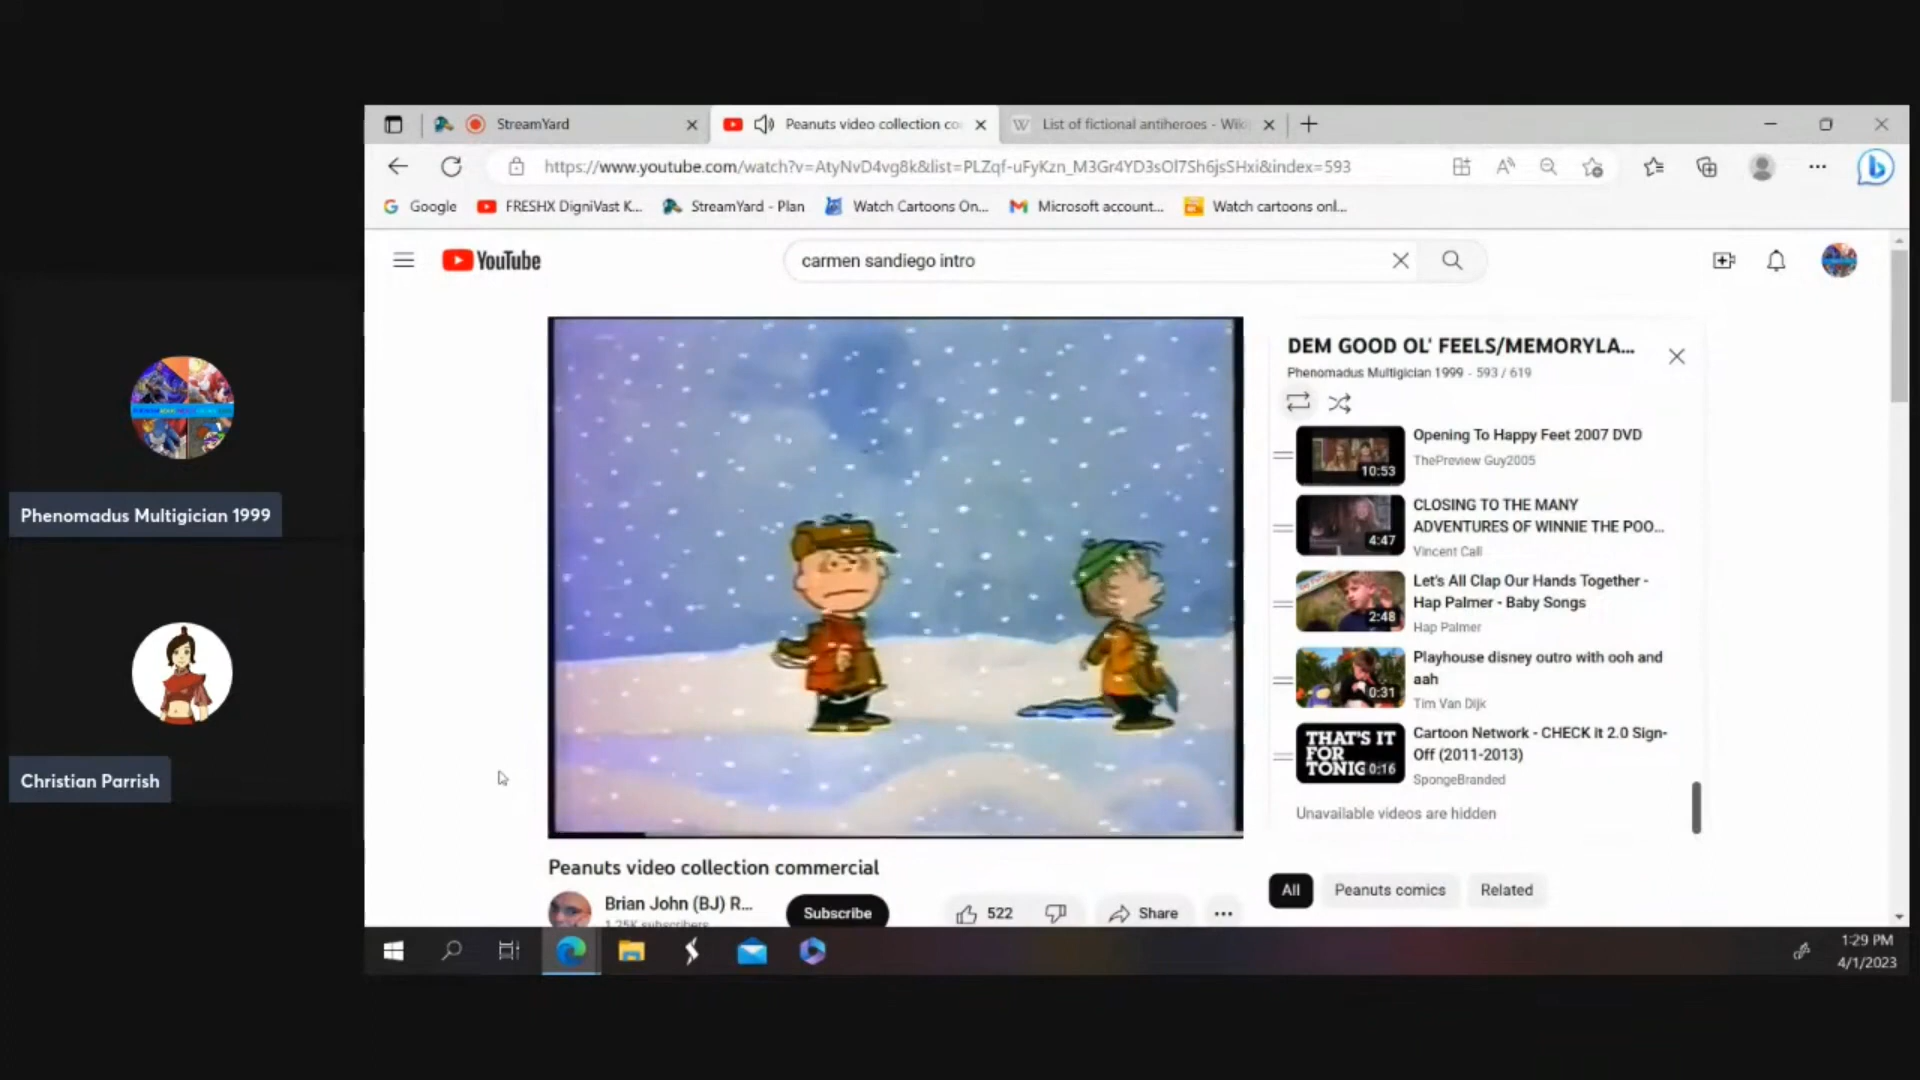 StreamYard
Peanuts video collection co
List of fictional antiheroes - Wiki
https://www.youtube.com/watch?v=AtyNvD4vg8k&list=PLZqf-uFyKzn_M3Gr4YD3sOl7Sh6jsSHxi&index=593
Google
FRESHX DigniVast K...
StreamYard - Plan
Watch Cartoons On...
Microsoft account...
Watch cartoons onl...
YouTube
carmen sandiego intro
DEM GOOD OL' FEELS/MEMORYLA...
Phenomadus Multigician 1999 - 593 / 619
Opening To Happy Feet 2007 DVD
ThePreview Guy2005
10:53
CLOSING TO THE MANY
ADVENTURES OF WINNIE THE POO...
Vincent Call
4:47
Let's All Clap Our Hands Together -
Hap Palmer - Baby Songs
Hap Palmer
2:48
Playhouse disney outro with ooh and
aah
Tim Van Dijk
0:31
Cartoon Network - CHECK it 2.0 Sign-
Off (2011-2013)
SpongeBranded
THAT'S IT
FOR
TONIG
0:16
Unavailable videos are hidden
Phenomadus Multigician 1999
Christian Parrish
Peanuts video collection commercial
Brian John (BJ) R...
1.25K subscribers
Subscribe
522
Share
All
Peanuts comics
Related
1:29 PM
4/1/2023